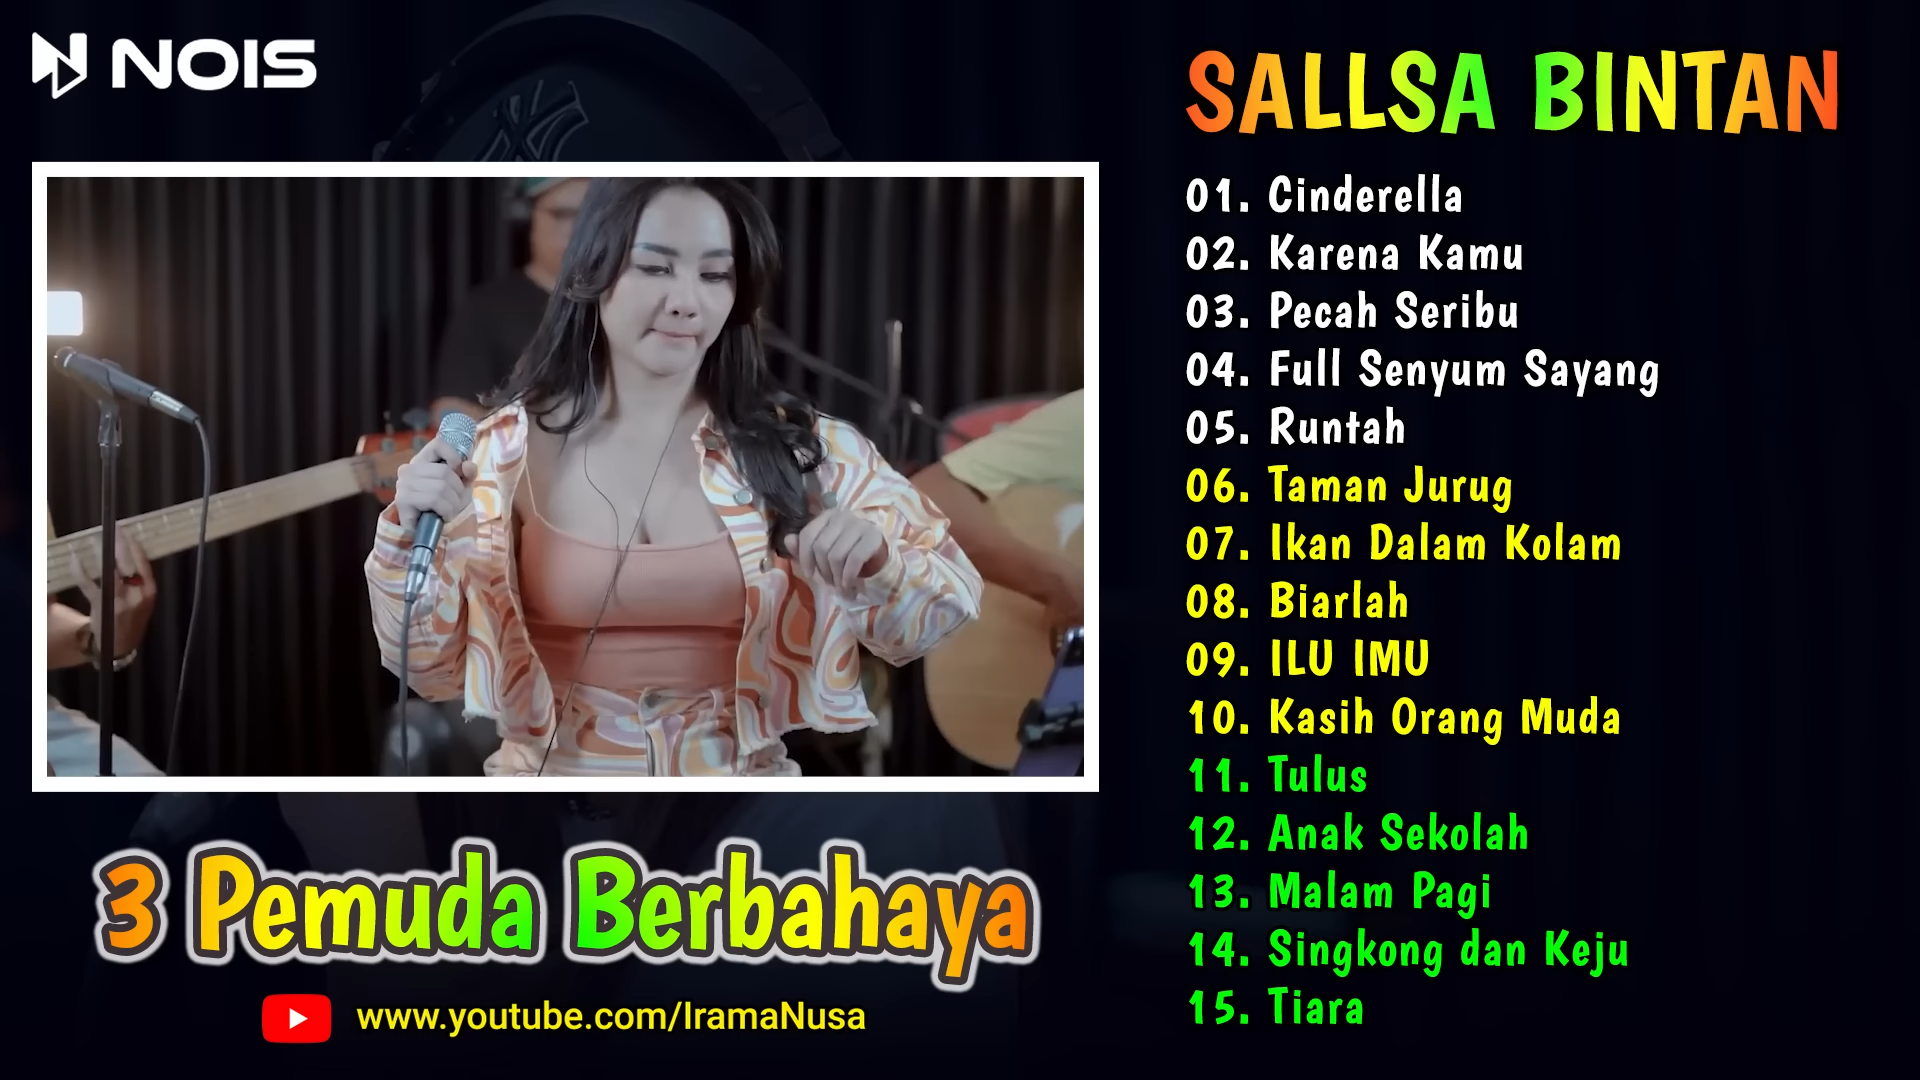 NOIS
SALLSA BINTAN
01. Cinderella
02. Karena Kamu
03. Pecah Seribu
04. Full Senyum Sayang
05. Runtah
06. Taman Jurug
07. Ikan Dalam Kolam
08. Biarlah
09. ILU IMU
10. Kasih Orang Muda
11. Tulus
12. Anak Sekolah
13. Malam Pagi
14. Singkong dan Keju
15. Tiara
3 Pemuda Berbahaya
www.youtube.com/IramaNusa